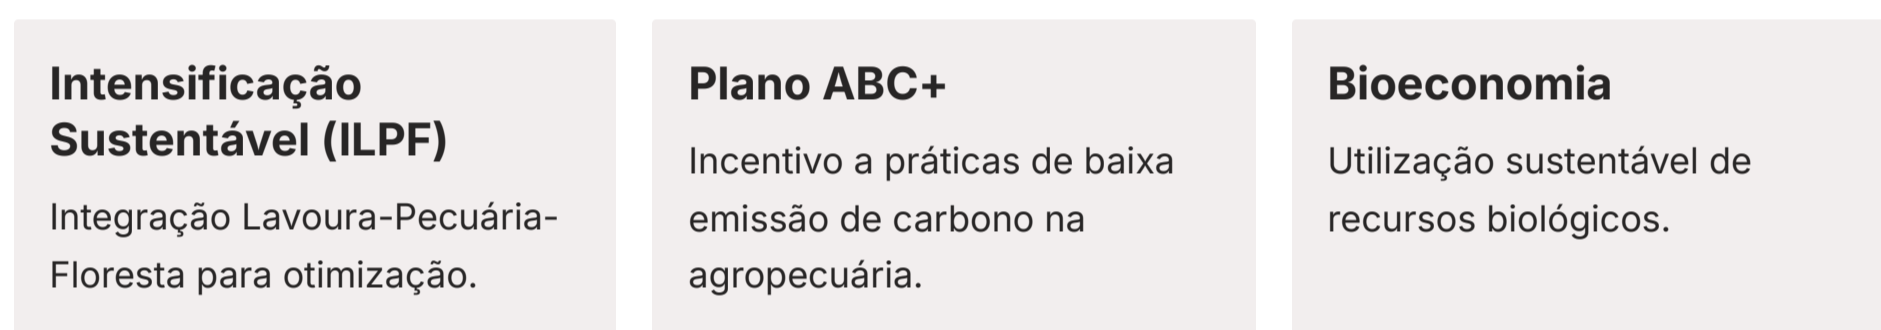 Intensificação
Sustentável (ILPF)
Integração Lavoura-Pecuária-
Floresta para otimização.
Plano ABC+
Incentivo a práticas de baixa
emissão de carbono na
agropecuária.
Bioeconomia
Utilização sustentável de
recursos biológicos.